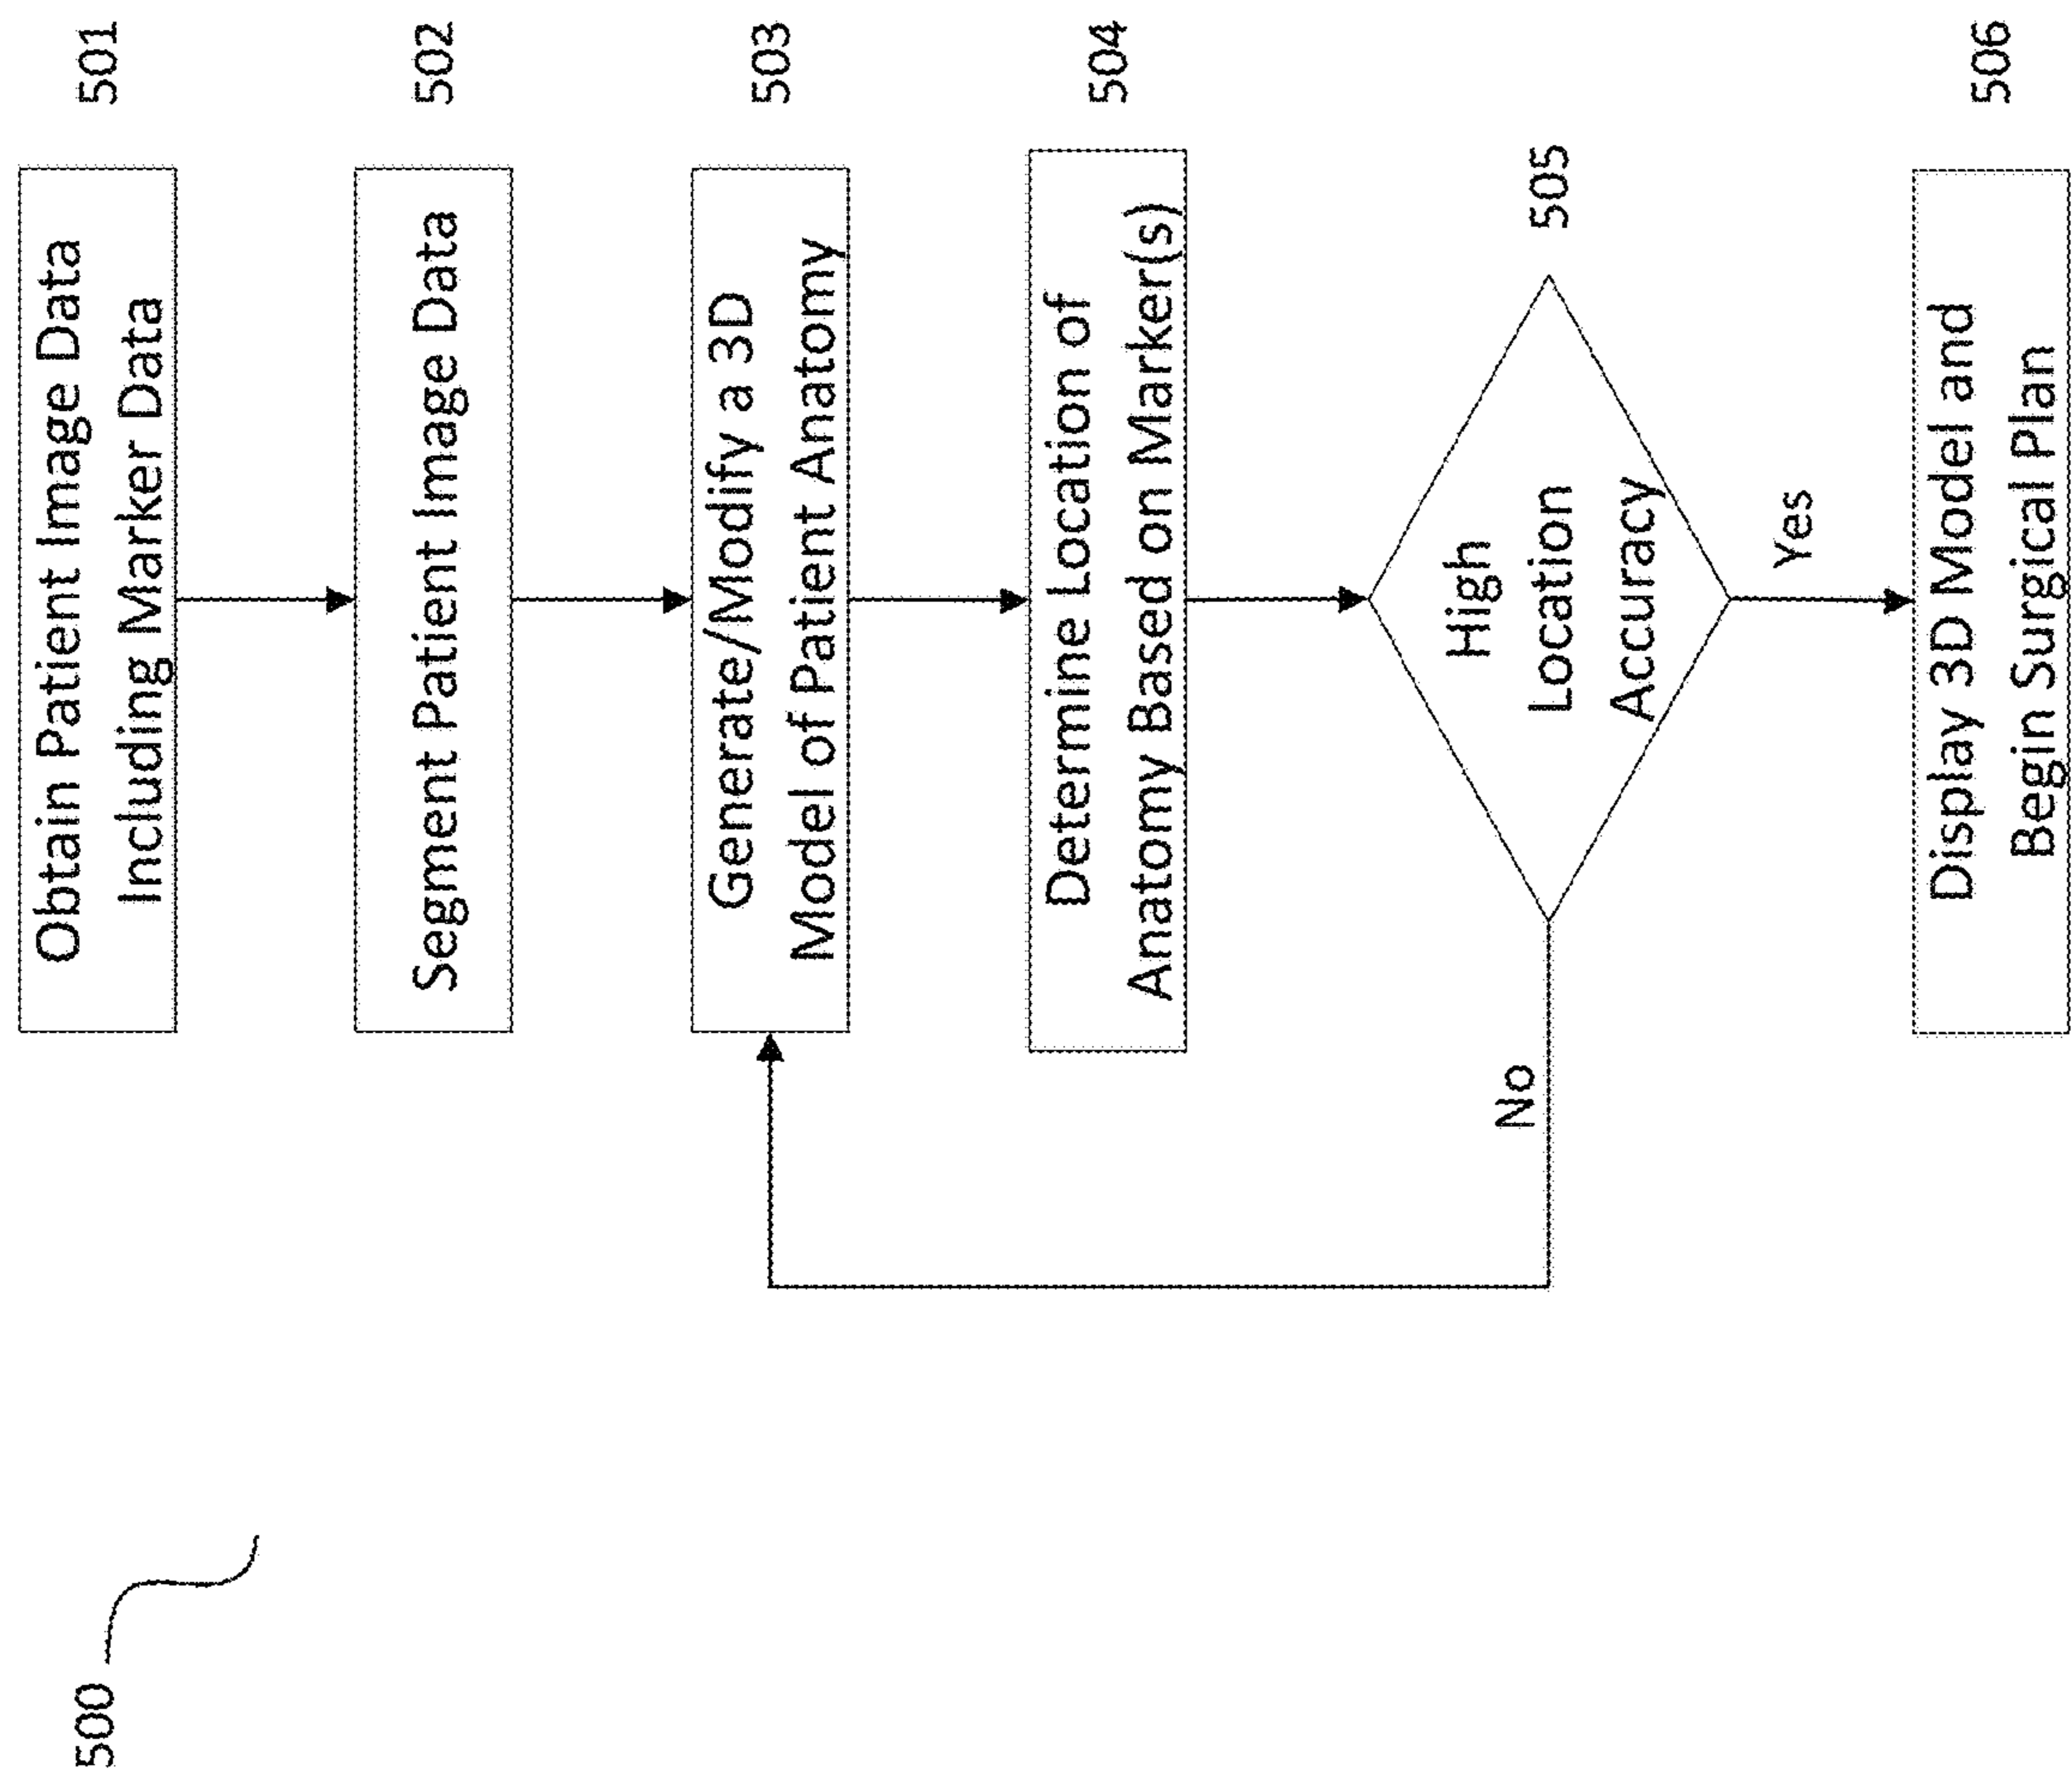 500
Obtain Patient Image Data
Including Marker Data
501
Segment Patient Image Data
502
Generate/Modify a 3D
Model of Patient Anatomy
503
Determine Location of
Anatomy Based on Marker(s)
504
High
Location
Accuracy
505
No
Yes
Display 3D Model and
Begin Surgical Plan
506